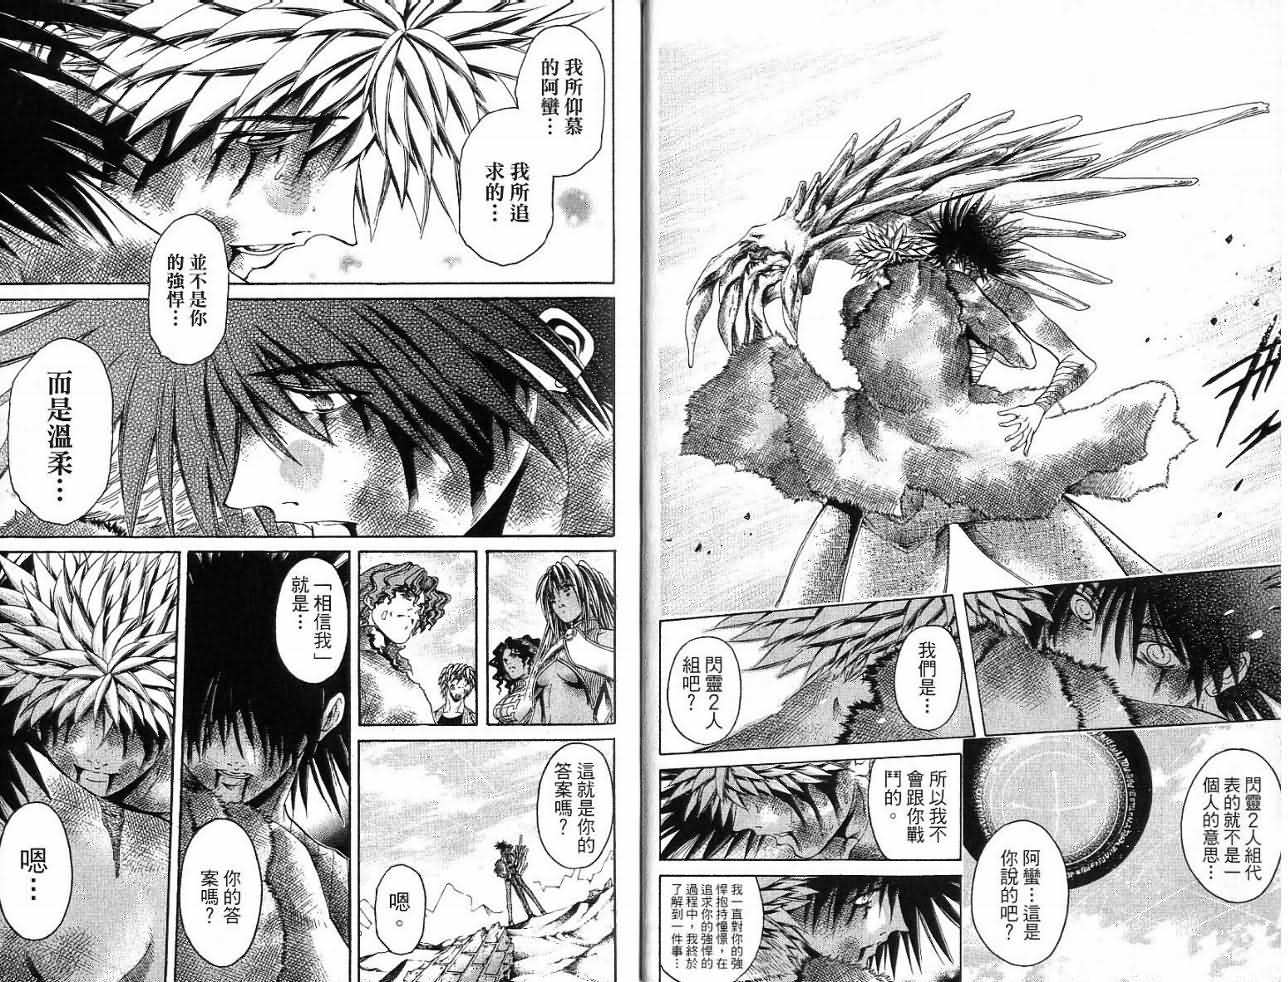 我們是…
閃靈2人
組吧？
閃靈2人組代
表的就不是一
個人的意思…
阿蠻…這是
你說的吧？
所以我不
會跟你戰
鬥的。
我一直對你的強
悍抱持憧憬，在
追求你的強悍的
過程中，我終於
了解到一件事…
我所仰慕
的阿蠻…
我所追
求的…
並不是你
的強悍…
而是溫柔…
這就是你的
答案嗎？
嗯。
「相信我」
就是…
你的答
案嗎？
嗯…